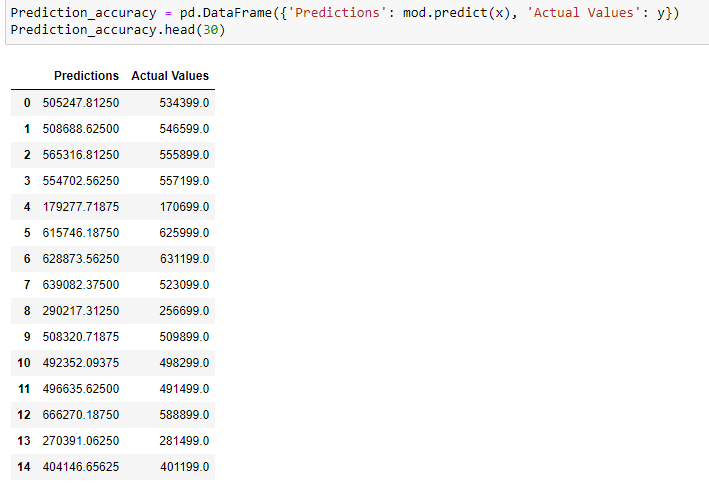 Prediction_accuracy = pd.DataFrame({'Predictions': mod.predict(x), 'Actual Values': y})
Prediction_accuracy.head(30)
Predictions Actual Values
0 505247.81250 534399.0
1 508688.62500 546599.0
2 565316.81250 555899.0
3 554702.56250 557199.0
4 179277.71875 170699.0
5 615746.18750 625999.0
6 628873.56250 631199.0
7 639082.37500 523099.0
8 290217.31250 256699.0
9 508320.71875 509899.0
10 492352.09375 498299.0
11 496635.62500 491499.0
12 666270.18750 588899.0
13 270391.06250 281499.0
14 404146.65625 401199.0